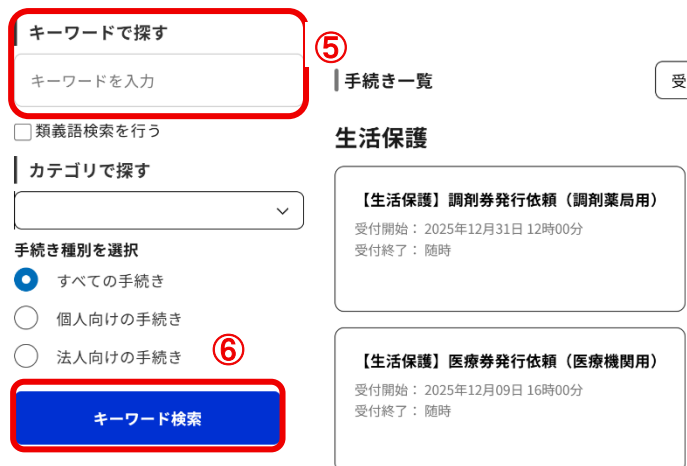 キーワードで探す
⑤
キーワードを入力
類義語検索を行う
カテゴリで探す
手続き種別を選択
すべての手続き
個人向けの手続き
法人向けの手続き
⑥
キーワード検索
手続き一覧
受
生活保護
【生活保護】調剤券発行依頼（調剤薬局用）
受付開始： 2025年12月31日 12時00分
受付終了： 随時
【生活保護】医療券発行依頼（医療機関用）
受付開始： 2025年12月09日 16時00分
受付終了： 随時